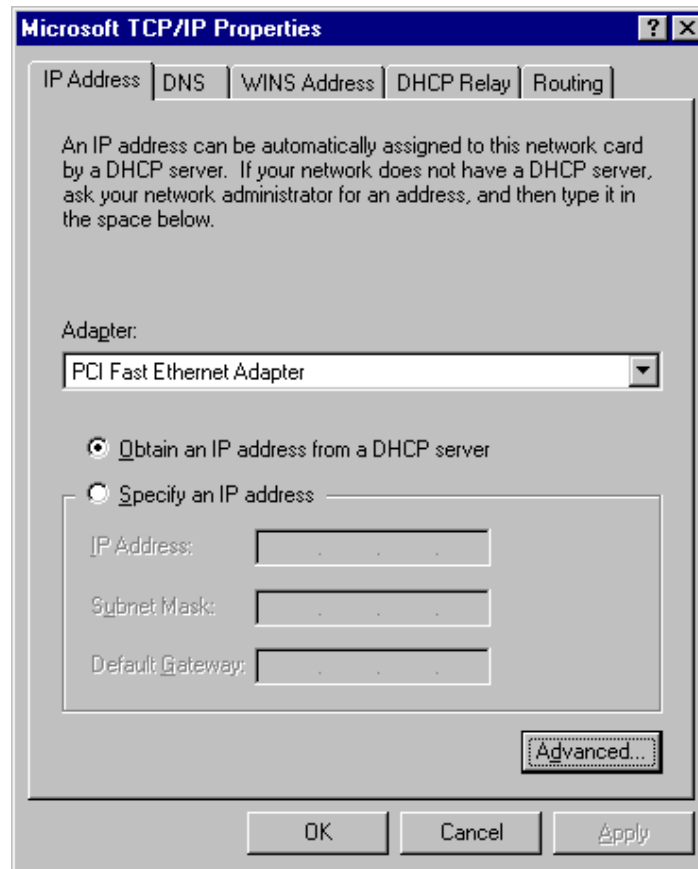 Microsoft TCP/IP Properties
IP Address DNS WINS Address DHCP Relay Routing
An IP address can be automatically assigned to this network card
by a DHCP server. If your network does not have a DHCP server,
ask your network administrator for an address, and then type it in
the space below.
Adapter:
PCI Fast Ethernet Adapter
Obtain an IP address from a DHCP server
Specify an IP address
IP Address: . . .
Subnet Mask: . . .
Default Gateway: . . .
Advanced...
OK Cancel Apply